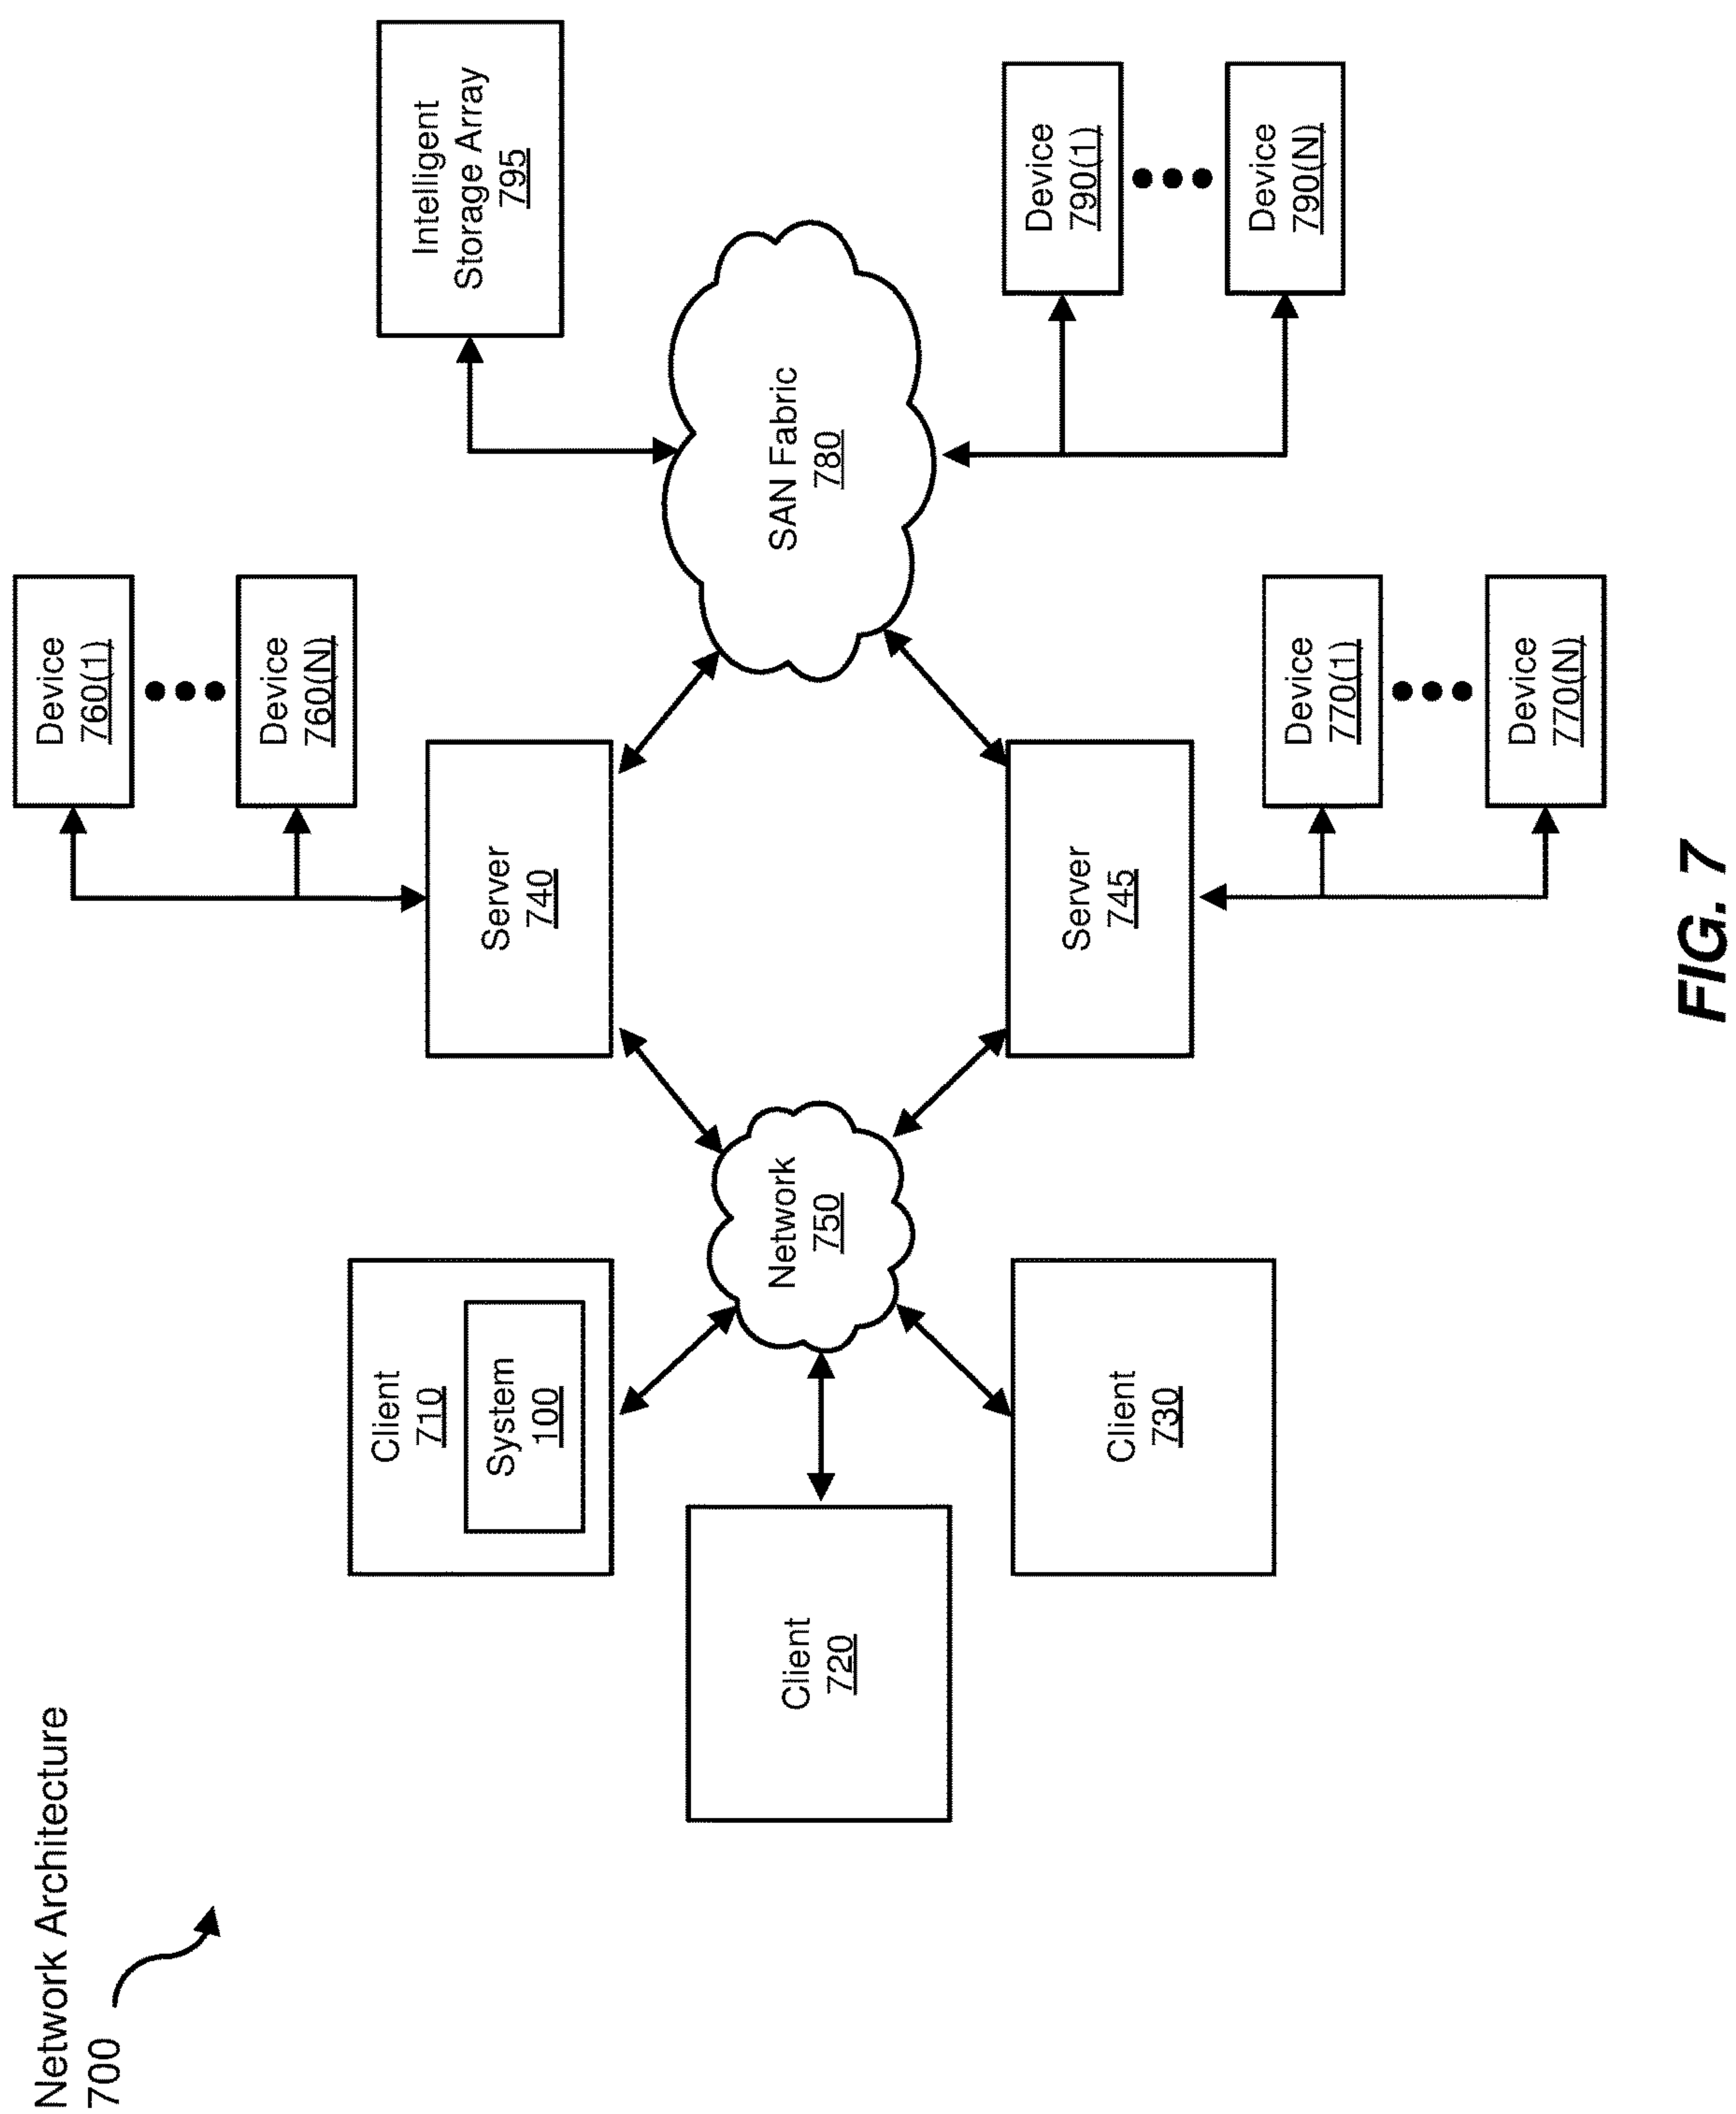 Network Architecture
700
Client
710
System
100
Client
720
Client
730
Network
750
Device
760(1)
Device
760(N)
Server
740
Server
745
Device
770(1)
Device
770(N)
SAN Fabric
780
Intelligent
Storage Array
795
Device
790(1)
Device
790(N)
FIG. 7